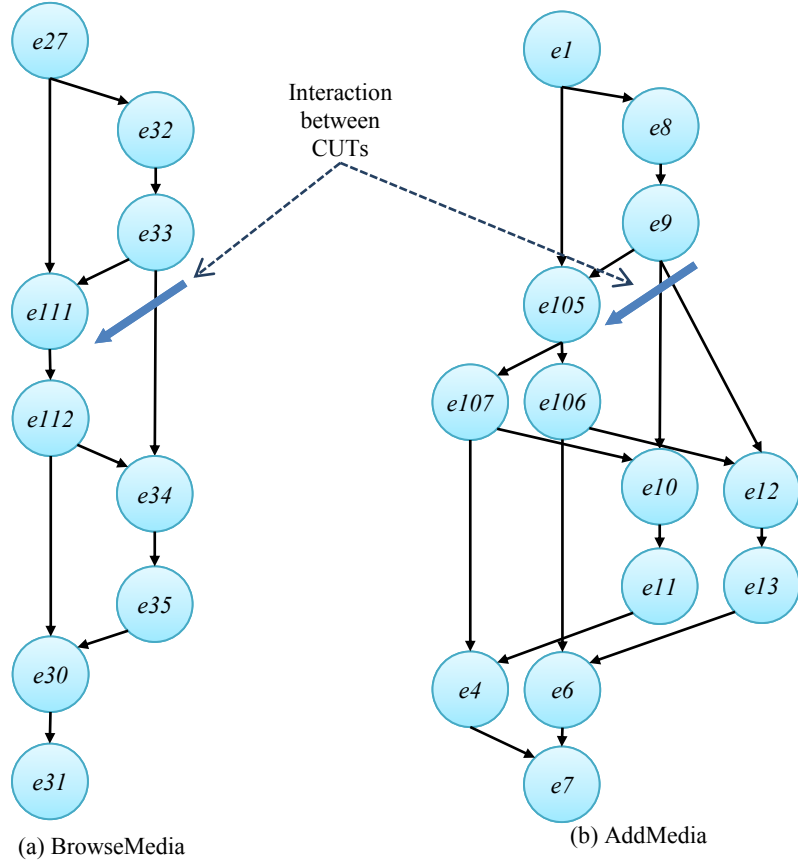 e27
e32
e33
e111
e112
e34
e35
e30
e31
(a) BrowseMedia
Interaction
between
CUTs
e1
e8
e9
e105
e107
e106
e10
e12
e11
e13
e4
e6
e7
(b) AddMedia